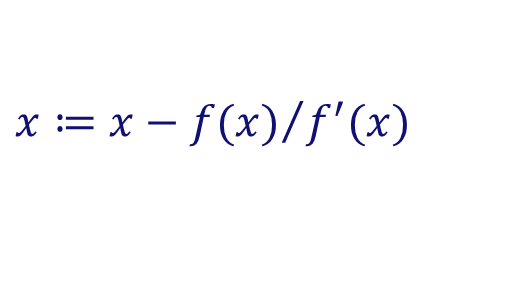 x ≔ x − f(x)/f′(x)